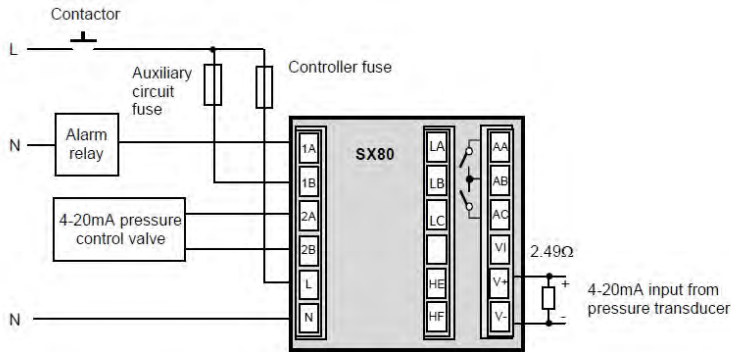 Contactor
L
Auxiliary
circuit
fuse
Controller fuse
N
Alarm
relay
4-20mA pressure
control valve
N
SX80
1A
1B
2A
2B
L
N
LA
LB
LC
HE
HF
AA
AB
AC
VI
V+
V-
2.49Ω
+
-
4-20mA input from
pressure transducer